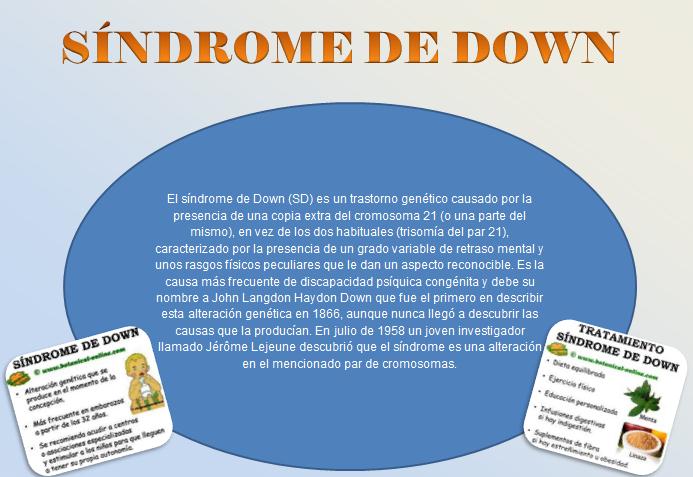 SÍNDROME DE DOWN
El síndrome de Down (SD) es un trastorno genético causado por la
presencia de una copia extra del cromosoma 21 (o una parte del
mismo), en vez de los dos habituales (trisomía del par 21),
caracterizado por la presencia de un grado variable de retraso mental y
unos rasgos físicos peculiares que le dan un aspecto reconocible. Es la
causa más frecuente de discapacidad psíquica congénita y debe su
nombre a John Langdon Haydon Down que fue el primero en describir
esta alteración genética en 1866, aunque nunca llegó a descubrir las
causas que la producían. En julio de 1958 un joven investigador
llamado Jérôme Lejeune descubrió que el síndrome es una alteración
en el mencionado par de cromosomas.
SÍNDROME DE DOWN
© www.botanical-online.com
• Alteración genética que se
produce en el momento de la
concepción.
• Más frecuente en embarazos
a partir de los 32 años.
• Se recomienda acudir a centros
o asociaciones especializadas
y estimular a los niños para que lleguen
a tener su propia autonomía.
TRATAMIENTO
SÍNDROME DE DOWN
© www.botanical-online.com
• Dieta equilibrada
• Ejercicio físico
• Educación personalizada
• Infusiones digestivas
si hay indigestión.
• Suplementos de fibra
si hay estreñimiento u obesidad.
Menta
Linaza